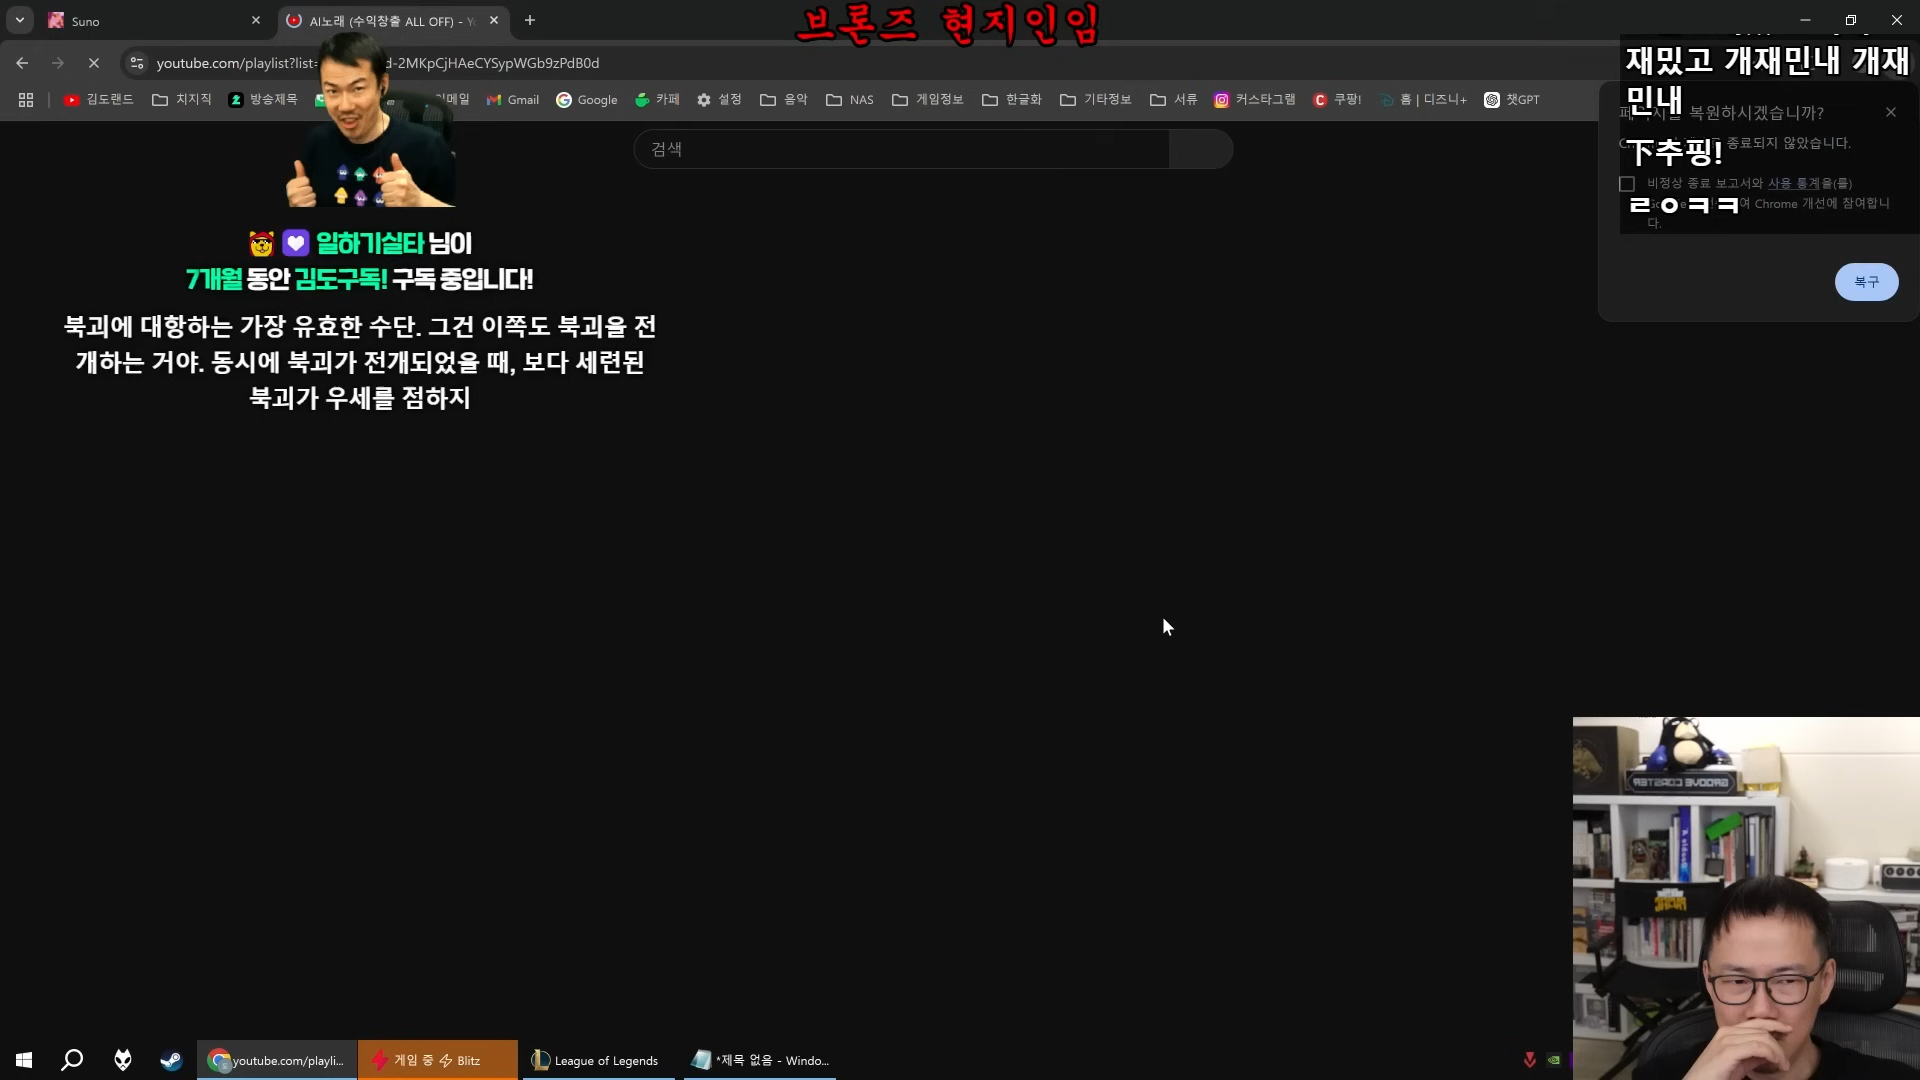 Suno
AI노래 (수익창출 ALL OFF) - Y
브론즈 현지인임
youtube.com/playlist?list=
d-2MKpCjHAeCYSypWGb9zPdB0d
김도랜드
치지직
방송제목
이메일
Gmail
Google
카페
설정
음악
NAS
게임정보
한글화
기타정보
서류
커스타그램
쿠팡!
홈 | 디즈니+
챗GPT
검색
재밌고 개재민내 개재
민내
下추핑!
ㄹㅇㅋㅋ
복원하시겠습니까?
종료되지 않았습니다.
비정상 종료 보고서와 사용 통계을(를)
여 Chrome 개선에 참여합니
다.
복구
일하기실타 님이
7개월 동안 김도구독! 구독 중입니다!
북괴에 대항하는 가장 유효한 수단. 그건 이쪽도 북괴을 전
개하는 거야. 동시에 북괴가 전개되었을 때, 보다 세련된
북괴가 우세를 점하지
GROOVE COASTER
youtube.com/playli...
게임 중 Blitz
League of Legends
*제목 없음 - Windo...